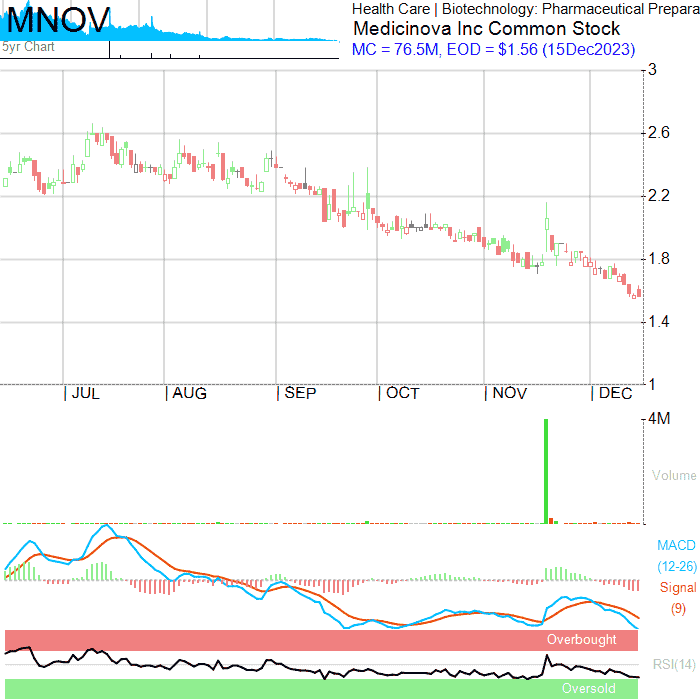 MNOV
5yr Chart
Health Care | Biotechnology: Pharmaceutical Prepara
Medicinova Inc Common Stock
MC = 76.5M, EOD = $1.56 (15Dec2023)
3
2.6
2.2
1.8
1.4
1
JUL AUG SEP OCT NOV DEC
4M
Volume
MACD
(12-26)
Signal
(9)
Overbought
RSI(14)
Oversold